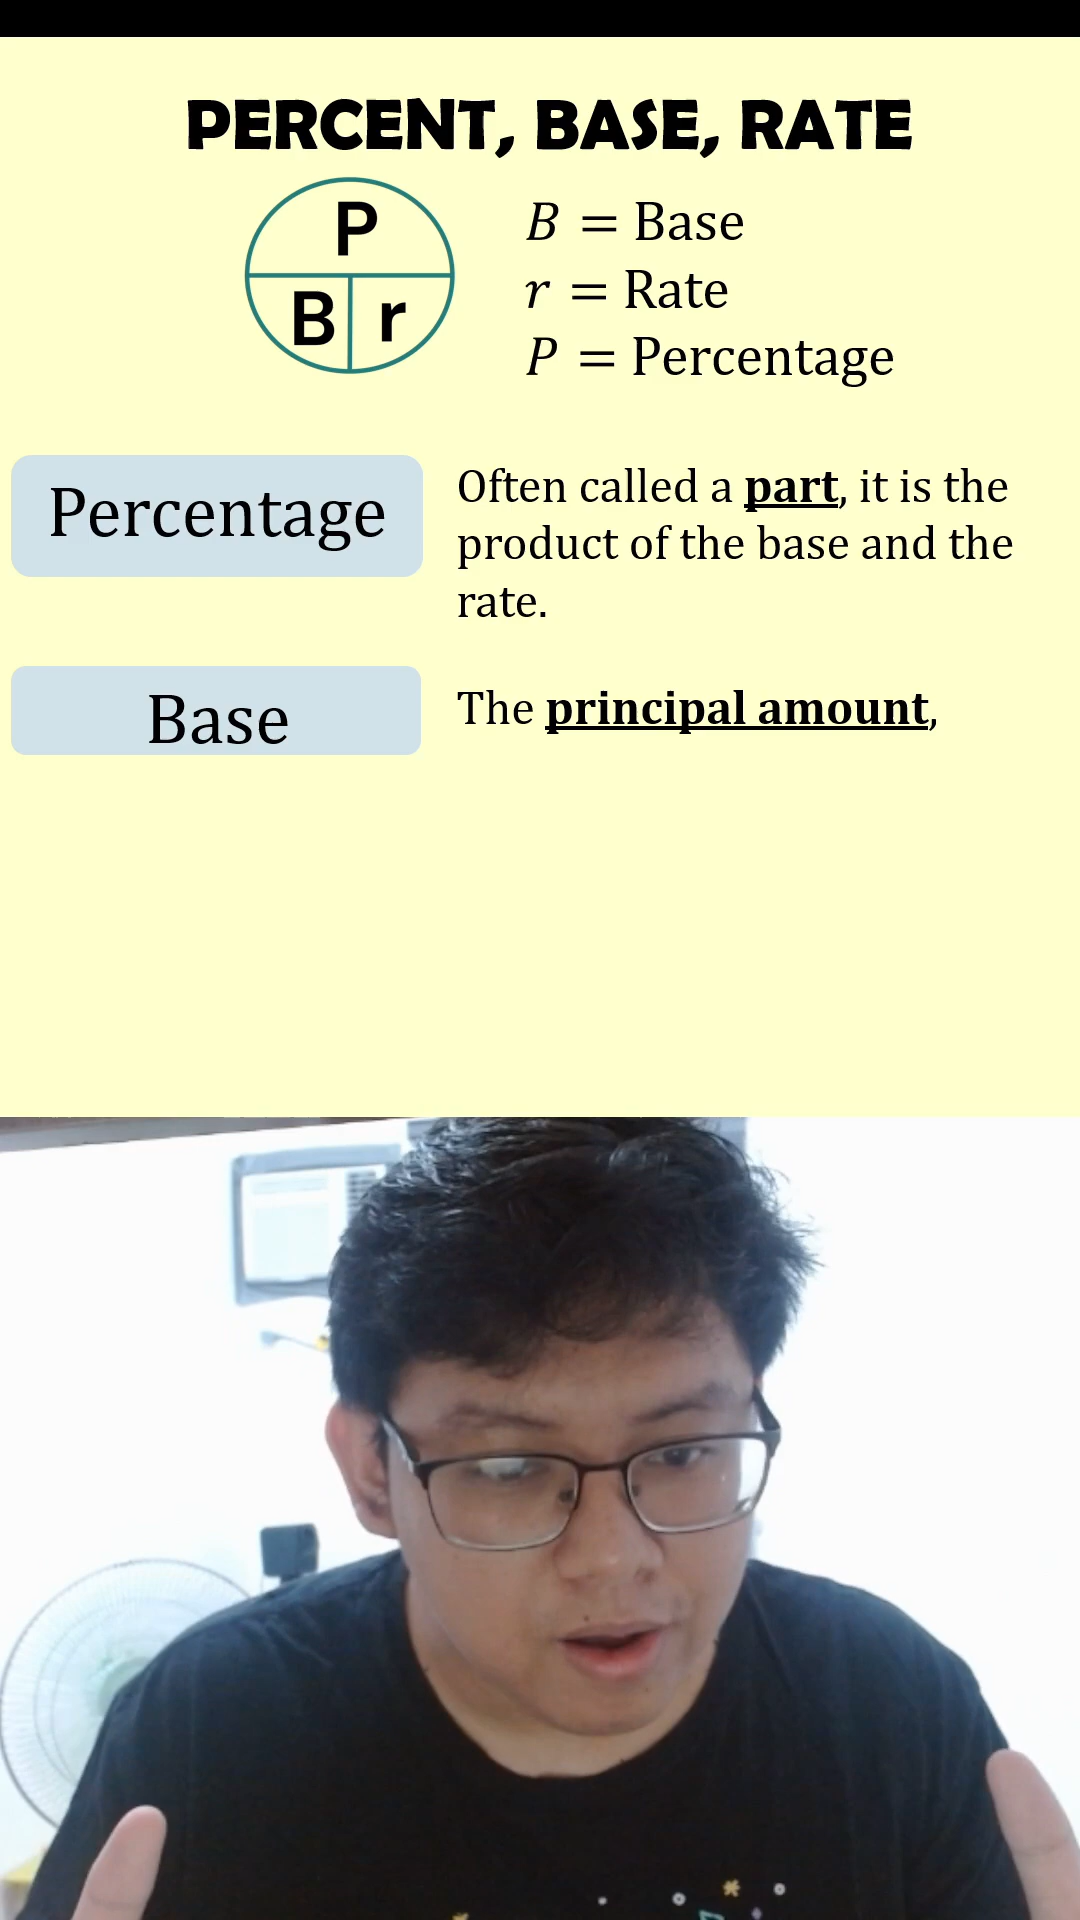 PERCENT, BASE, RATE
P
B r
B = Base
r = Rate
P = Percentage
Percentage
Often called a part, it is the
product of the base and the
rate.
Base
The principal amount,